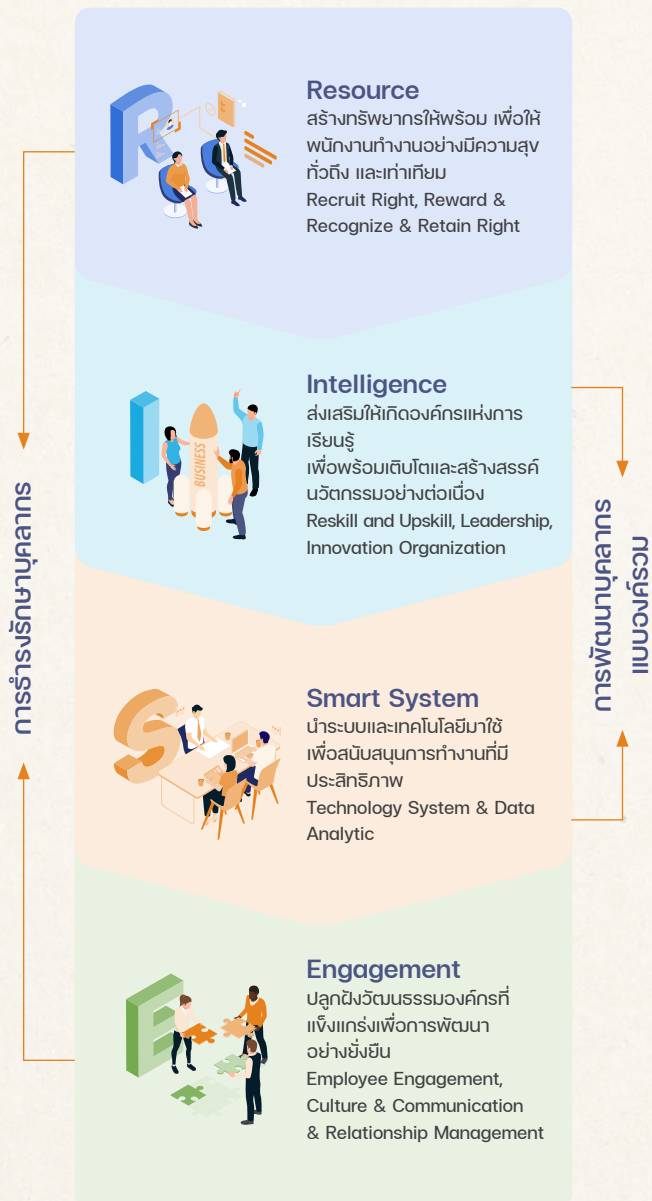 Resource
สร้างทรัพยากรให้พร้อม เพื่อให้
พนักงานทำงานอย่างมีความสุข
ทั่วถึง และเท่าเทียม
Recruit Right, Reward &
Recognize & Retain Right
Intelligence
ส่งเสริมให้เกิดองค์กรแห่งการ
เรียนรู้
เพื่อพร้อมเติบโตและสร้างสรรค์
นวัตกรรมอย่างต่อเนื่อง
Reskill and Upskill, Leadership,
Innovation Organization
BUSINESS
การธำรงรักษาบุคลากร
การพัฒนาบุคลากร
แบบองค์รวม
Smart System
นำระบบและเทคโนโลยีมาใช้
เพื่อสนับสนุนการทำงานที่มี
ประสิทธิภาพ
Technology System & Data
Analytic
Engagement
ปลูกฝังวัฒนธรรมองค์กรที่
แข็งแกร่งเพื่อการพัฒนา
อย่างยั่งยืน
Employee Engagement,
Culture & Communication
& Relationship Management
R
I
S
E